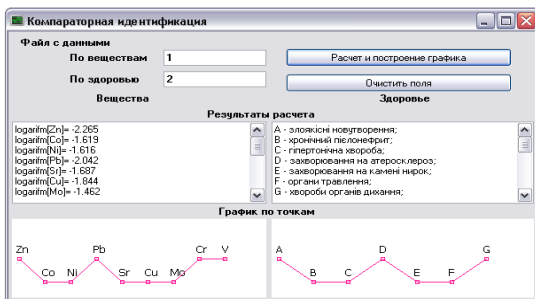 Компараторная идентификация
Файл с данными
По веществам 1 Расчет и построение графика
По здоровью 2 Очистить поля
Вещества Здоровье
Результаты расчета
logarifm[Zn]= -2.265
logarifm[Co]= -1.619
logarifm[Ni]= -1.616
logarifm[Pb]= -2.042
logarifm[Sr]= -1.687
logarifm[Cu]= -1.844
logarifm[Mo]= -1.462
A - злоякісні новутворення;
B - хронічний пієлонефрит;
C - гіпертонічна хвороба;
D - захворювання на атеросклероз;
E - захворювання на камені нирок;
F - органи травлення;
G - хвороби органів дихання;
График по точкам
Zn Pb Cr V
Co Ni Sr Cu Mo
A D G
B C E F